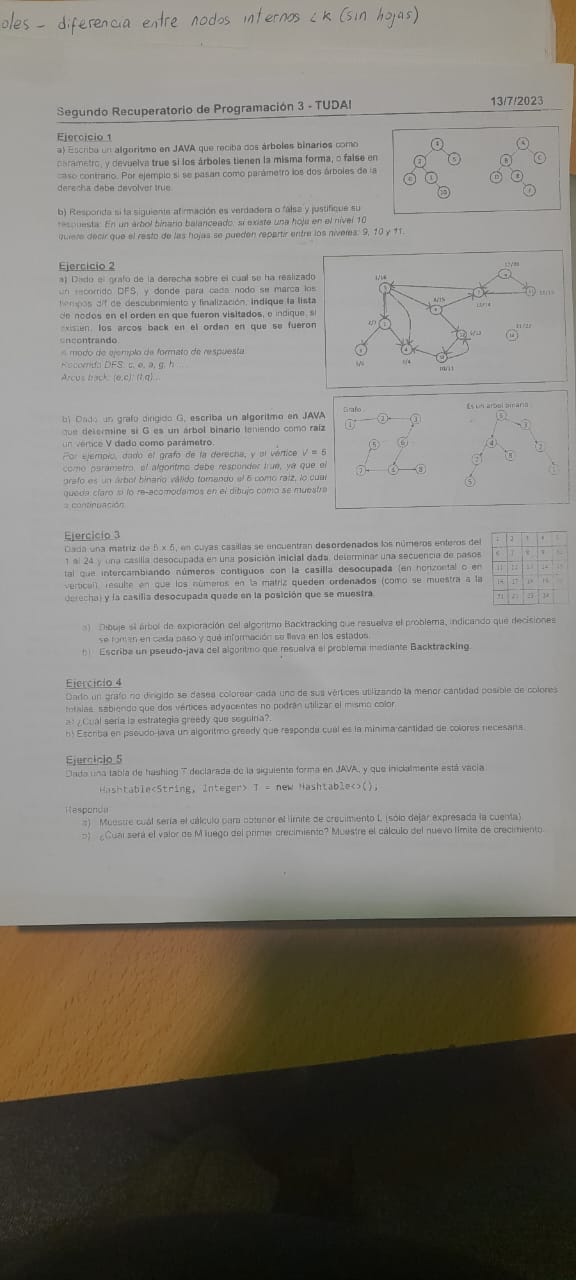 oles - diferencia entre nodos internos < k (sin hojas)
Segundo Recuperatorio de Programación 3 - TUDAI 13/7/2023
Ejercicio 1
a) Escriba un algoritmo en JAVA que reciba dos árboles binarios como
parámetro, y devuelva true si los árboles tienen la misma forma, o false en
caso contrario. Por ejemplo si se pasan como parámetro los dos árboles de la
derecha debe devolver true.
b) Responda si la siguiente afirmación es verdadera o falsa y justifique su
respuesta: En un árbol binario balanceado, si existe una hoja en el nivel 10
quiere decir que el resto de las hojas se pueden repartir entre los niveles: 9, 10 y 11.
Ejercicio 2
a) Dado el grafo de la derecha sobre el cual se ha realizado
un recorrido DFS, y donde para cada nodo se marca los
tiempos d/f de descubrimiento y finalización, indique la lista
de nodos en el orden en que fueron visitados, e indique, si
existen, los arcos back en el orden en que se fueron
encontrando.
A modo de ejemplo de formato de respuesta
Recorrido DFS: c, e, a, g, h ...
Arcos back: (e,c); (f,g)...
b) Dado un grafo dirigido G, escriba un algoritmo en JAVA
que determine si G es un árbol binario teniendo como raíz
un vértice V dado como parámetro.
Por ejemplo, dado el grafo de la derecha, y el vértice V = 6
como parámetro, el algoritmo debe responder true, ya que el
grafo es un árbol binario válido tomando el 6 como raíz, lo cual
queda claro si lo re-acomodamos en el dibujo como se muestra
a continuación.
Grafo
Es un árbol binario
Ejercicio 3
Dada una matriz de 5 x 5, en cuyas casillas se encuentran desordenados los números enteros del
1 al 24 y una casilla desocupada en una posición inicial dada, determinar una secuencia de pasos
tal que intercambiando números contiguos con la casilla desocupada (en horizontal o en
vertical), resulte en que los números en la matriz queden ordenados (como se muestra a la
derecha) y la casilla desocupada quede en la posición que se muestra.
a) Dibuje el árbol de exploración del algoritmo Backtracking que resuelva el problema, indicando que decisiones
se toman en cada paso y qué información se lleva en los estados.
b) Escriba un pseudo-java del algoritmo que resuelva el problema mediante Backtracking.
Ejercicio 4
Dado un grafo no dirigido se desea colorear cada uno de sus vértices utilizando la menor cantidad posible de colores
totales, sabiendo que dos vértices adyacentes no podrán utilizar el mismo color.
a) ¿Cuál sería la estrategia greedy que seguiría?.
b) Escriba en pseudo-java un algoritmo greedy que responda cuál es la mínima cantidad de colores necesaria.
Ejercicio 5
Dada una tabla de hashing T declarada de la siguiente forma en JAVA, y que inicialmente está vacía:
Hashtable<String, Integer> T = new Hashtable<>();
Responda
a) Muestre cuál sería el cálculo para obtener el límite de crecimiento L (sólo dejar expresada la cuenta).
b) ¿Cuál será el valor de M luego del primer crecimiento? Muestre el cálculo del nuevo límite de crecimiento.